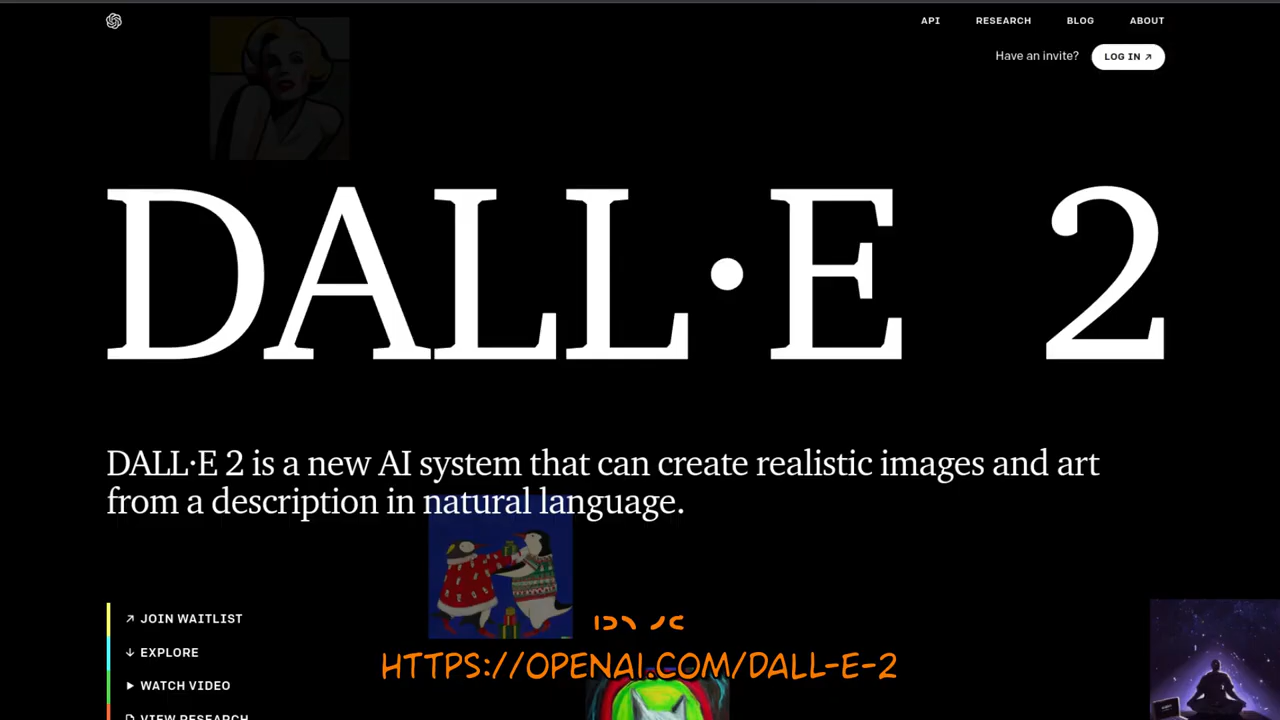 API RESEARCH BLOG ABOUT
Have an invite? LOG IN ↗
DALL·E 2
DALL·E 2 is a new AI system that can create realistic images and art
from a description in natural language.
↗ JOIN WAITLIST
↓ EXPLORE
▶ WATCH VIDEO
VIEW RESEARCH
HTTPS://OPENAI.COM/DALL-E-2